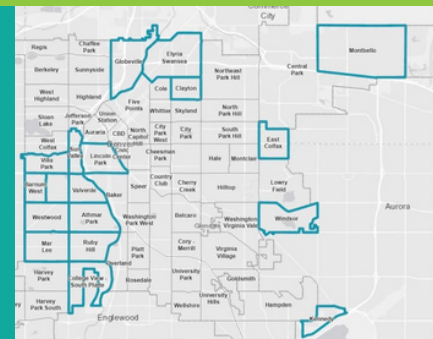 Commerce
City
Regis
Chaffee
Park
Globeville
Elyria
Swansea
Montbello
Berkeley
Sunnyside
Northeast
Park Hill
Central
Park
West
Highland
Highland
Cole
Clayton
Five
Points
Sloan
Lake
Jefferson
Park
Union
Station
Whittier
Skyland
North
Park Hill
Auraria
CBD
North
Capitol
Hill
City
Park
West
City
Park
South
Park Hill
East
Colfax
West
Colfax
Sun
Valley
Lincoln
Park
Civic
Center
Cheesman
Park
Hale
Montclair
Villa
Park
Barnum
West
Valverde
Baker
Speer
Country
Club
Cherry
Creek
Hilltop
Lowry
Field
Aurora
Westwood
Athmar
Park
Washington
Park West
Belcaro
Glendale
Washington
Virginia Vale
Windsor
Mar
Lee
Ruby
Hill
Platt
Park
Cory -
Merrill
Virginia
Village
Overland
Harvey
Park
College View -
South Platte
Rosedale
University
Park
Goldsmith
Harvey
Park South
Wellshire
University
Hills
Hampden
Kennedy
Englewood